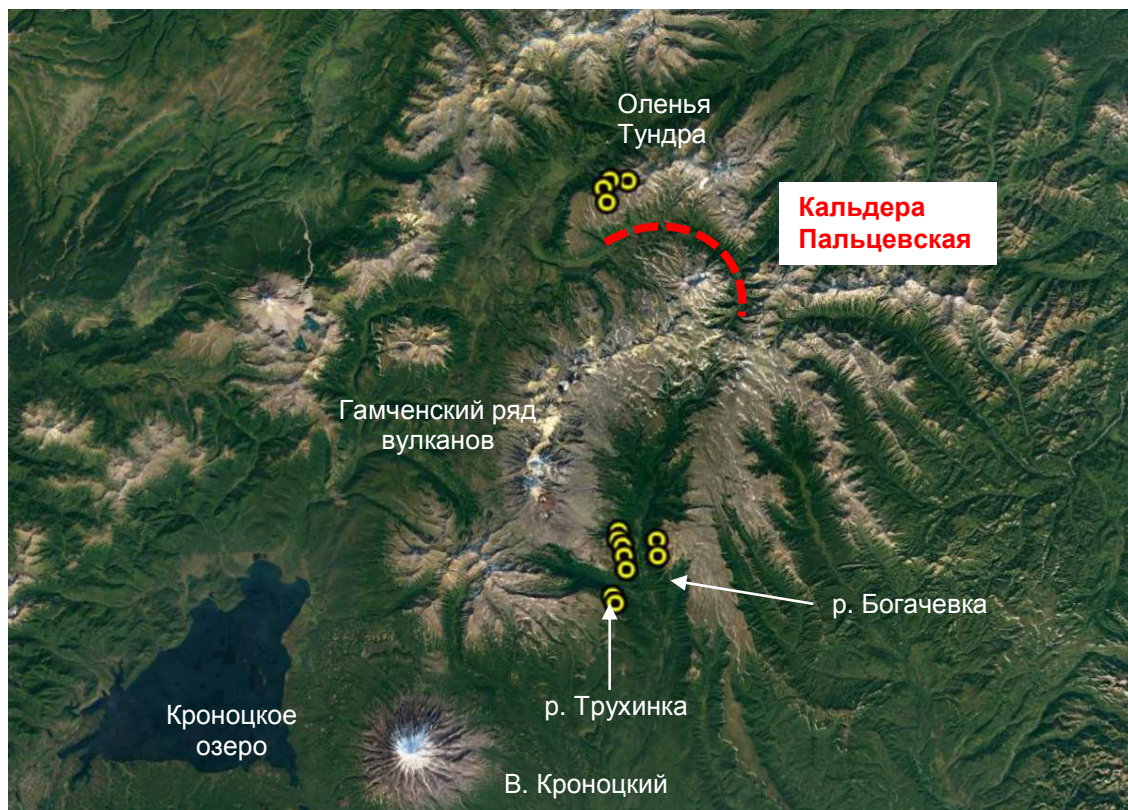 Оленья
Тундра
Кальдера
Пальцевская
Гамченский ряд
вулканов
р. Богачевка
р. Трухинка
Кроноцкое
озеро
В. Кроноцкий